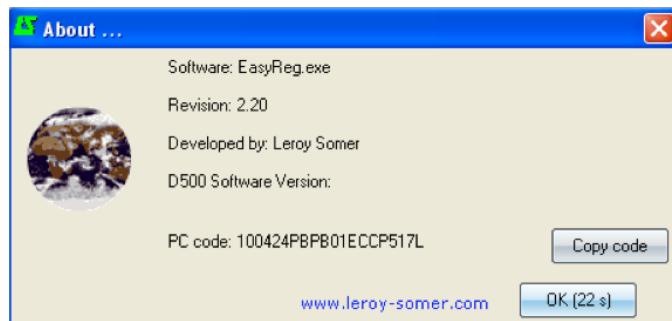 About ...
Software: EasyReg.exe
Revision: 2.20
Developed by: Leroy Somer
D500 Software Version:
PC code: 100424PBPB01ECCP517L
Copy code
www.leroy-somer.com
OK (22 s)